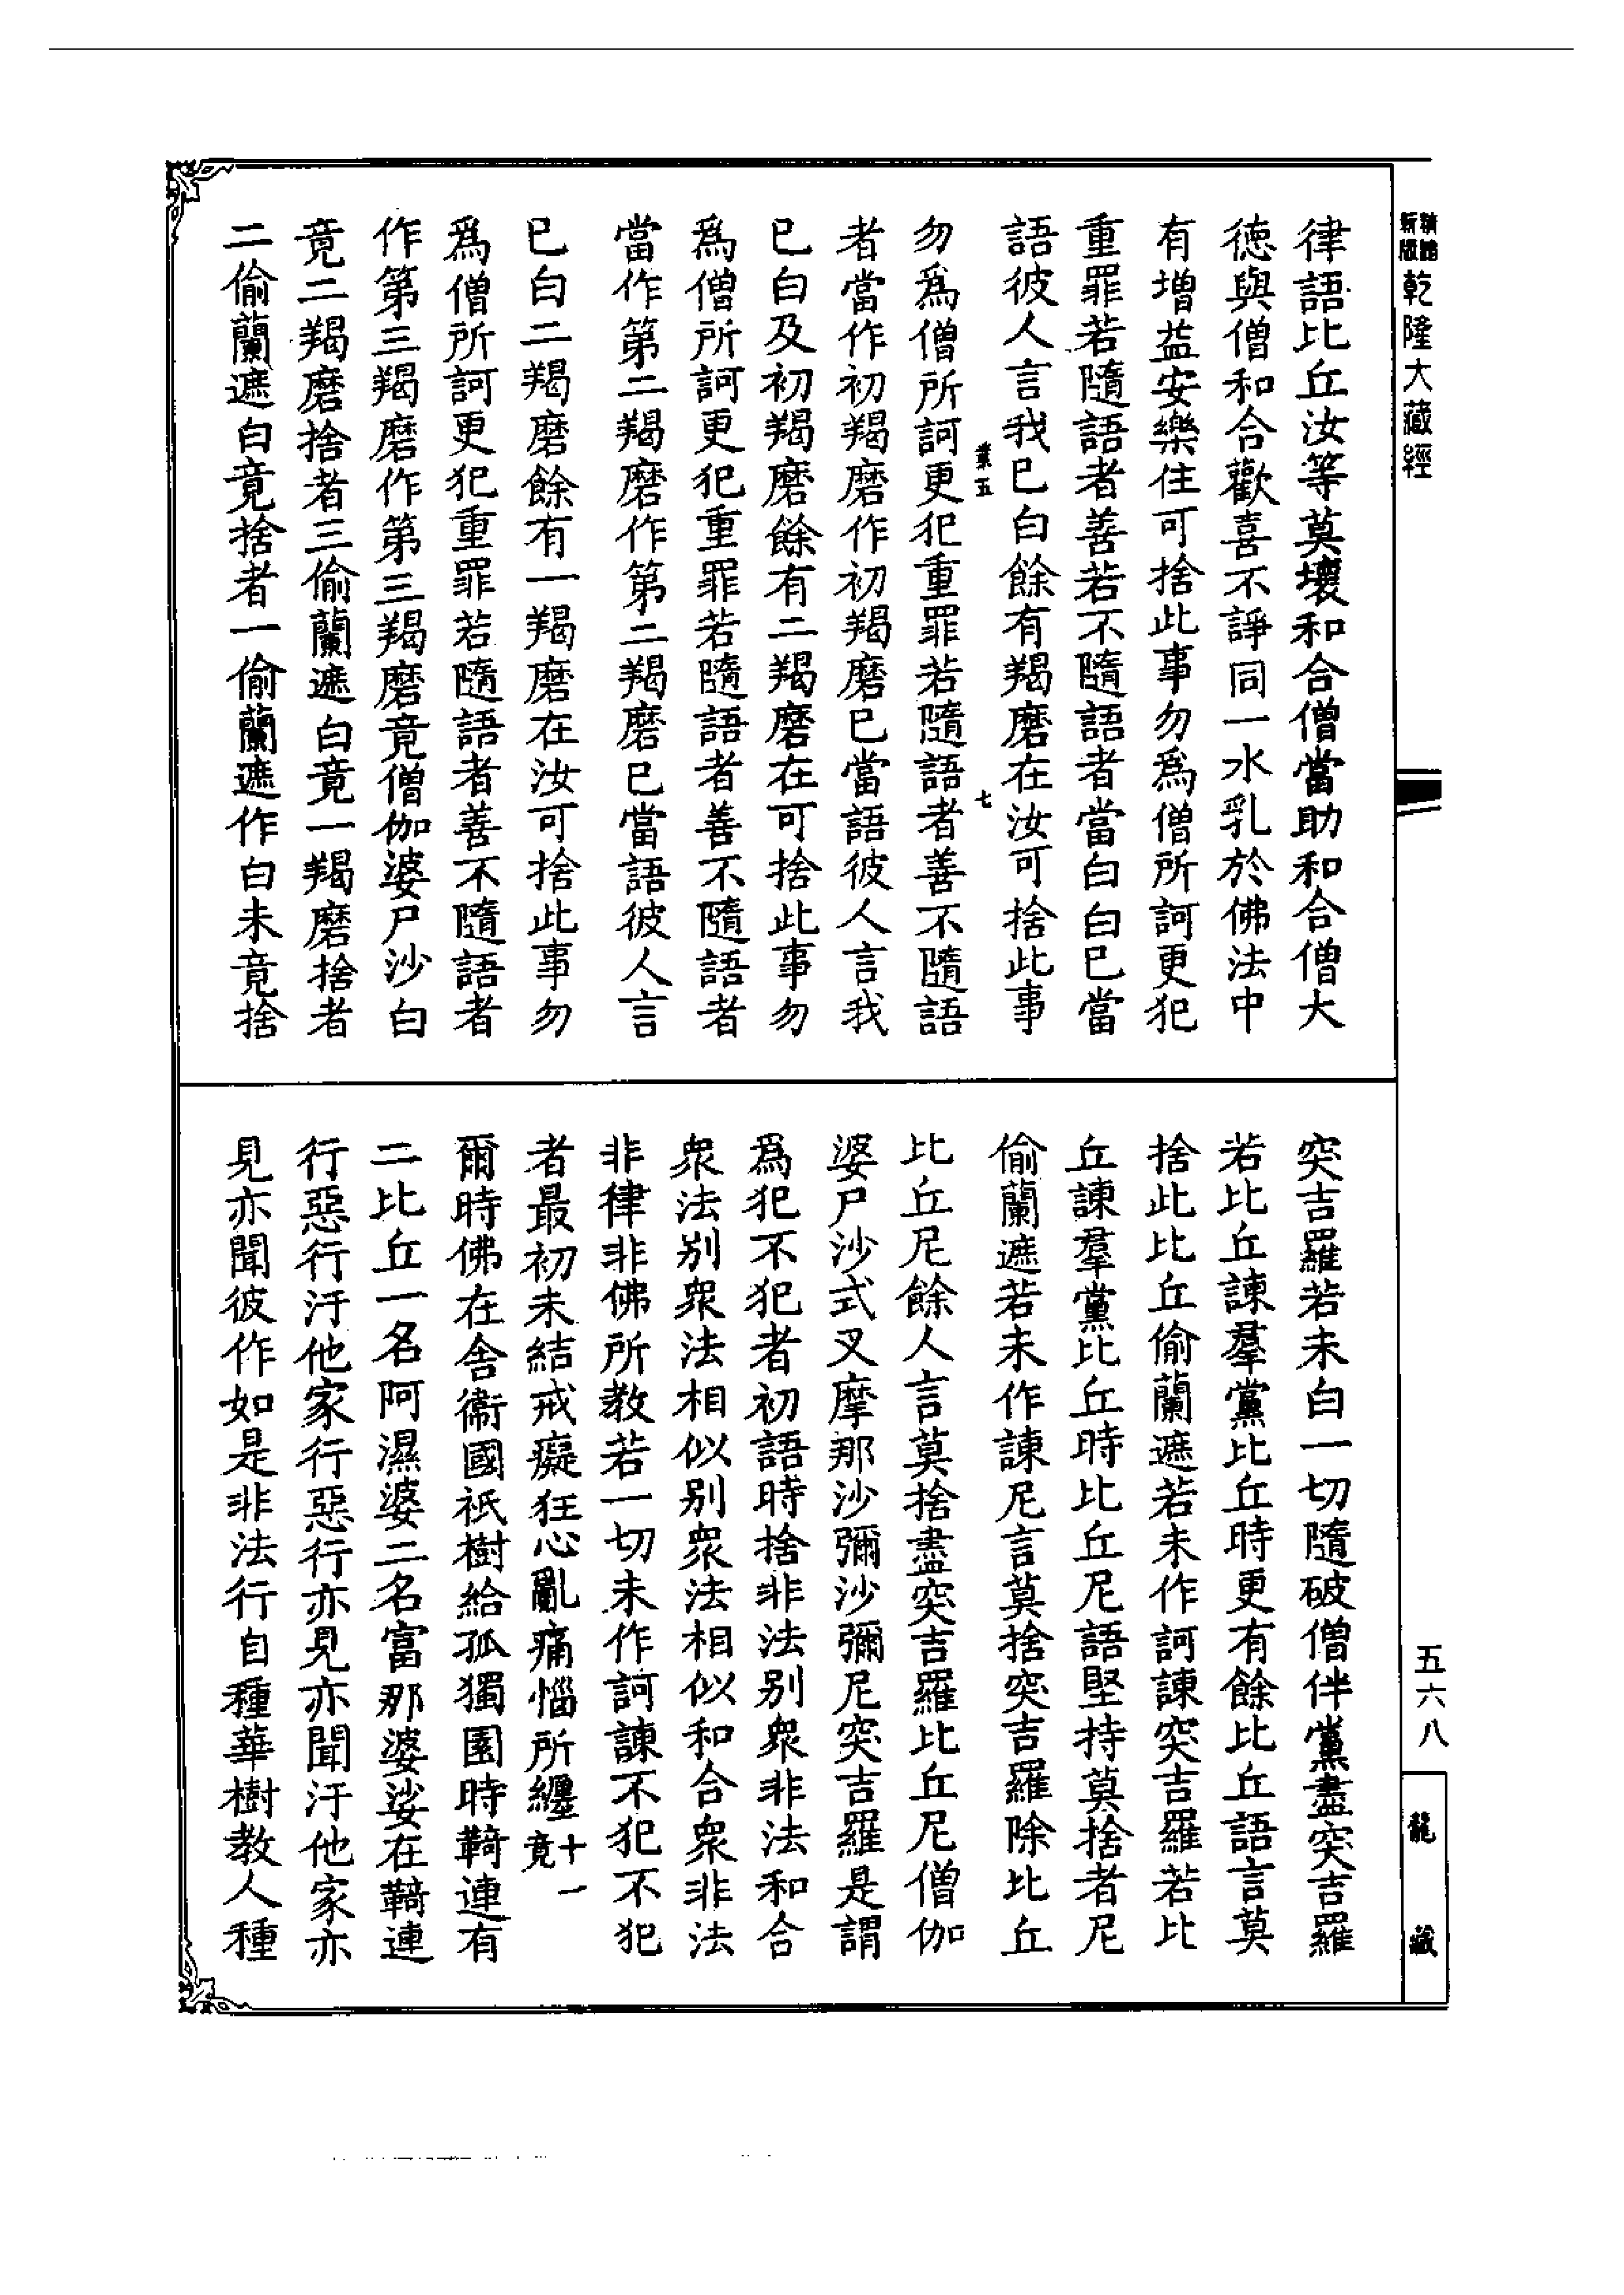 新版
精縮
乾隆大藏經
律語比丘汝等莫壞和合僧當助和合僧大
德與僧和合歡喜不諍同一水乳於佛法中
有增益安樂住可捨此事勿為僧所訶更犯
重罪若隨語者善若不隨語者當白白已當
語彼人言我已白餘有羯磨在汝可捨此事
業五
七
勿為僧所訶更犯重罪若隨語者善不隨語
者當作初羯磨作初羯磨已當語彼人言我
已白及初羯磨餘有二羯磨在可捨此事勿
為僧所訶更犯重罪若隨語者善不隨語者
當作第二羯磨作第二羯磨已當語彼人言
已白二羯磨餘有一羯磨在汝可捨此事勿
為僧所訶更犯重罪若隨語者善不隨語者
作第三羯磨作第三羯磨竟僧伽婆尸沙白
竟二羯磨捨者三偷蘭遮白竟一羯磨捨者
二偷蘭遮白竟捨者一偷蘭遮作白未竟捨
突吉羅若未白一切隨破僧伴黨盡突吉羅
若比丘諫羣黨比丘時更有餘比丘語言莫
捨此比丘偷蘭遮若未作訶諫突吉羅若比
丘諫羣黨比丘時比丘尼語堅持莫捨者尼
偷蘭遮若未作諫尼言莫捨突吉羅除比丘
比丘尼餘人言莫捨盡突吉羅比丘尼僧伽
婆尸沙式叉摩那沙彌沙彌尼突吉羅是謂
為犯不犯者初語時捨非法別衆非法和合
衆法別衆法相似別衆法相似和合衆非法
非律非佛所教若一切未作訶諫不犯不犯
者最初未結戒癡狂心亂痛惱所纏十一竟
爾時佛在舍衞國祇樹給孤獨園時䩭連有
二比丘一名阿濕婆二名富那婆娑在䩭連
行惡行汙他家行惡行亦見亦聞汙他家亦
見亦聞彼作如是非法行自種華樹教人種
五六八
龍藏